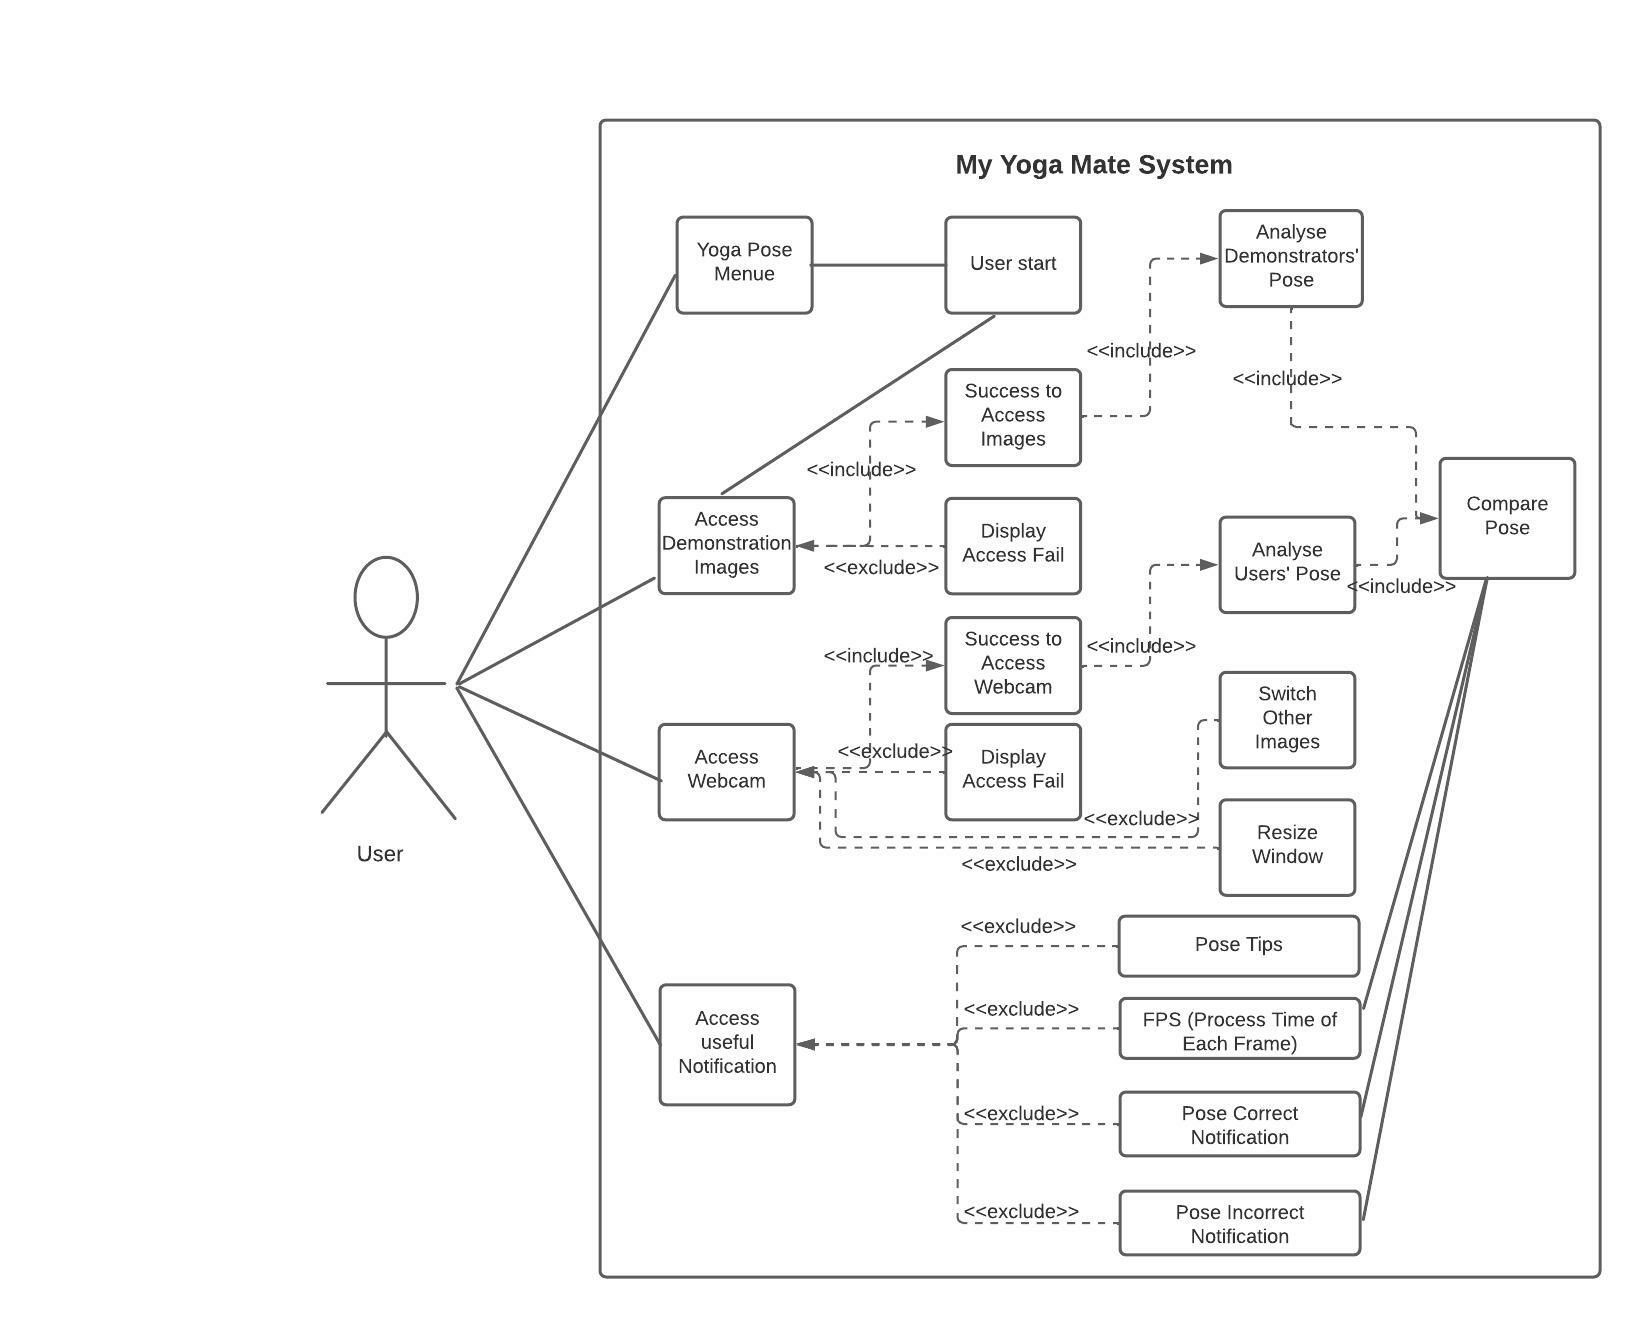 My Yoga Mate System
Yoga Pose
Menue
User start
Analyse
Demonstrators'
Pose
<<include>>
<<include>>
Success to
Access
Images
<<include>>
Access
Demonstration
Images
Display
Access Fail
<<exclude>>
Compare
Pose
Analyse
Users' Pose
<<include>>
Success to
Access
Webcam
<<include>>
<<include>>
Switch
Other
Images
Access
Webcam
<<exclude>>
Display
Access Fail
<<exclude>>
Resize
Window
<<exclude>>
User
<<exclude>>
Pose Tips
Access
useful
Notification
<<exclude>>
FPS (Process Time of
Each Frame)
<<exclude>>
Pose Correct
Notification
<<exclude>>
Pose Incorrect
Notification